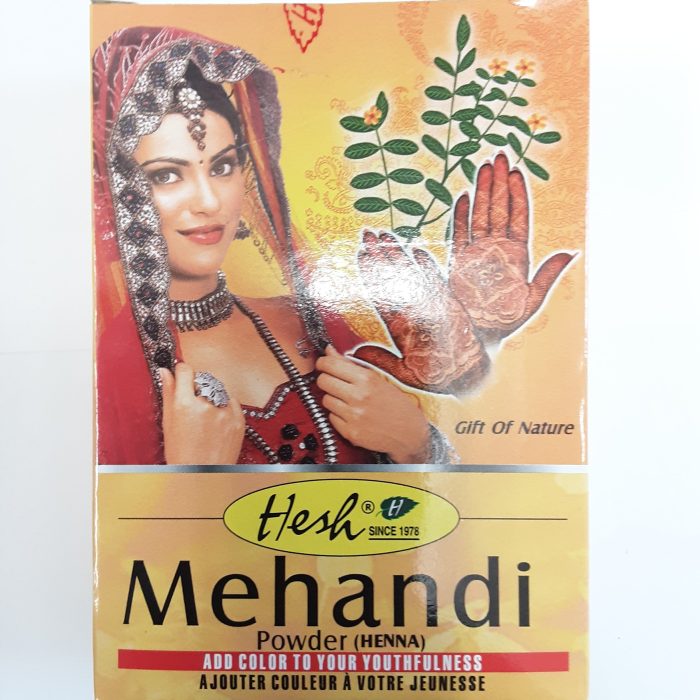 Gift Of Nature
Hesh® H
SINCE 1978
Mehandi
Powder (HENNA)
ADD COLOR TO YOUR YOUTHFULNESS
AJOUTER COULEUR À VOTRE JEUNESSE